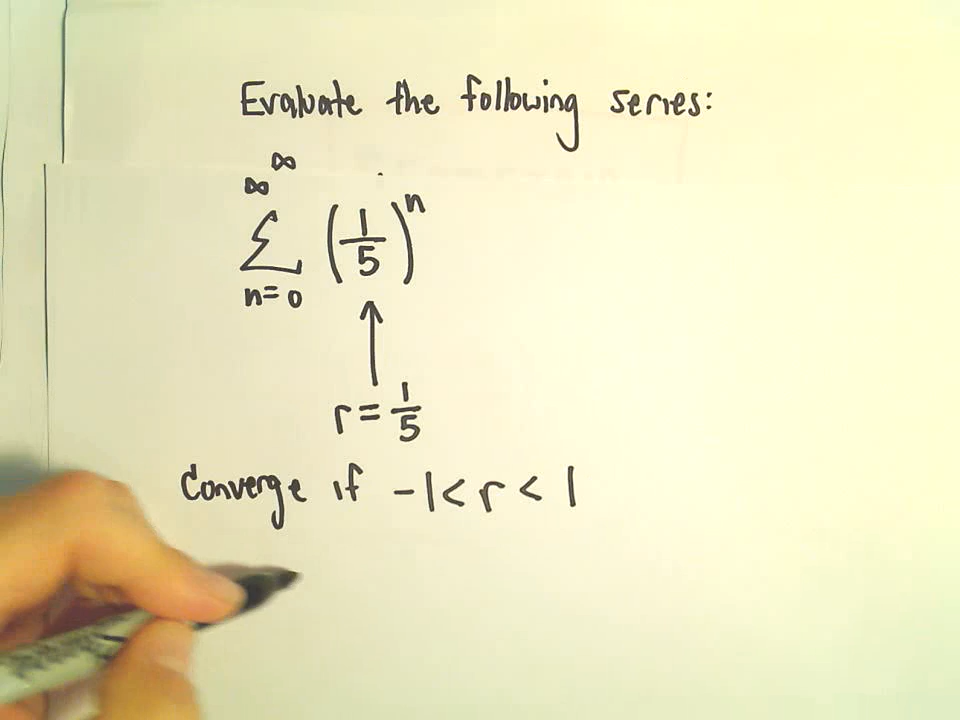 Evaluate the following series:
∞
∞
∑ (1/5)^n
n=0
↑
r = 1/5
Converge if -1 < r < 1